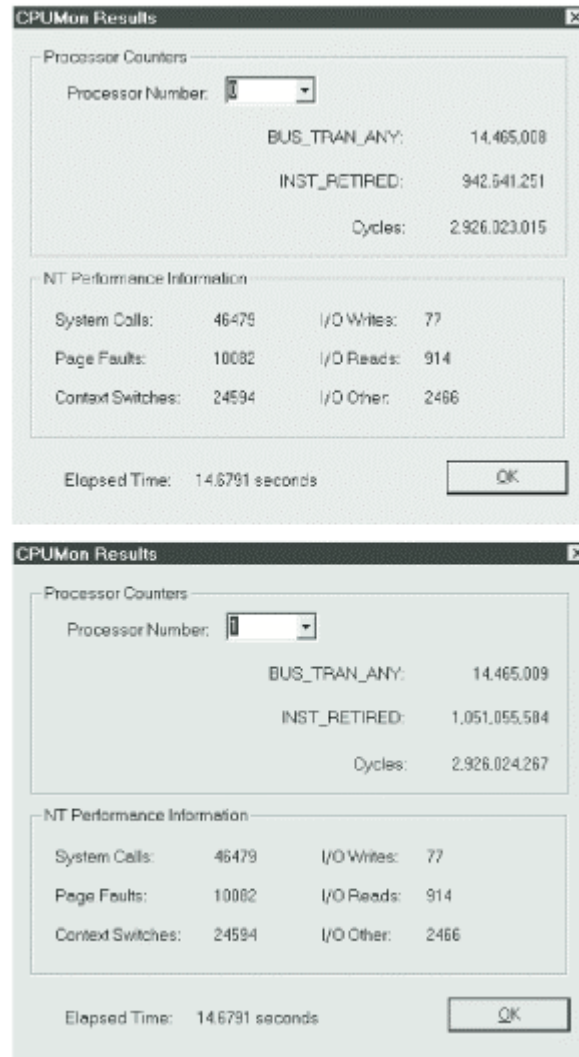 CPUMon Results
Processor Counters
Processor Number: 0
BUS_TRAN_ANY: 14,465,008
INST_RETIRED: 942,641,251
Cycles: 2,926,023,015
NT Performance Information
System Calls: 46479 I/O Writes: 77
Page Faults: 10082 I/O Reads: 914
Context Switches: 24594 I/O Other: 2466
Elapsed Time: 14.6791 seconds
OK
CPUMon Results
Processor Counters
Processor Number: 1
BUS_TRAN_ANY: 14,465,009
INST_RETIRED: 1,051,055,584
Cycles: 2,926,024,267
NT Performance Information
System Calls: 46479 I/O Writes: 77
Page Faults: 10082 I/O Reads: 914
Context Switches: 24594 I/O Other: 2466
Elapsed Time: 14.6791 seconds
OK